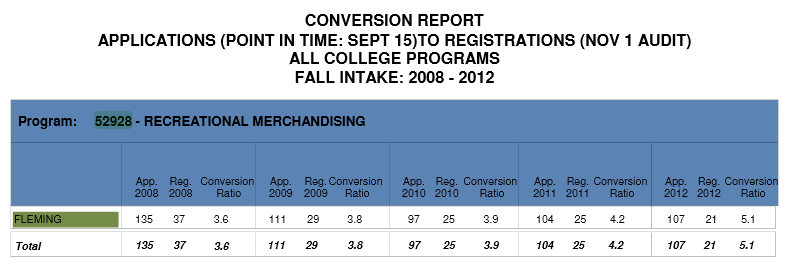 CONVERSION REPORT
APPLICATIONS (POINT IN TIME: SEPT 15)TO REGISTRATIONS (NOV 1 AUDIT)
ALL COLLEGE PROGRAMS
FALL INTAKE: 2008 - 2012
Program: 52928 - RECREATIONAL MERCHANDISING
App. Reg. Conversion App. Reg. Conversion App. Reg. Conversion App. Reg. Conversion App. Reg. Conversion
2008 2008 Ratio 2009 2009 Ratio 2010 2010 Ratio 2011 2011 Ratio 2012 2012 Ratio
FLEMING 135 37 3.6 111 29 3.8 97 25 3.9 104 25 4.2 107 21 5.1
Total 135 37 3.6 111 29 3.8 97 25 3.9 104 25 4.2 107 21 5.1